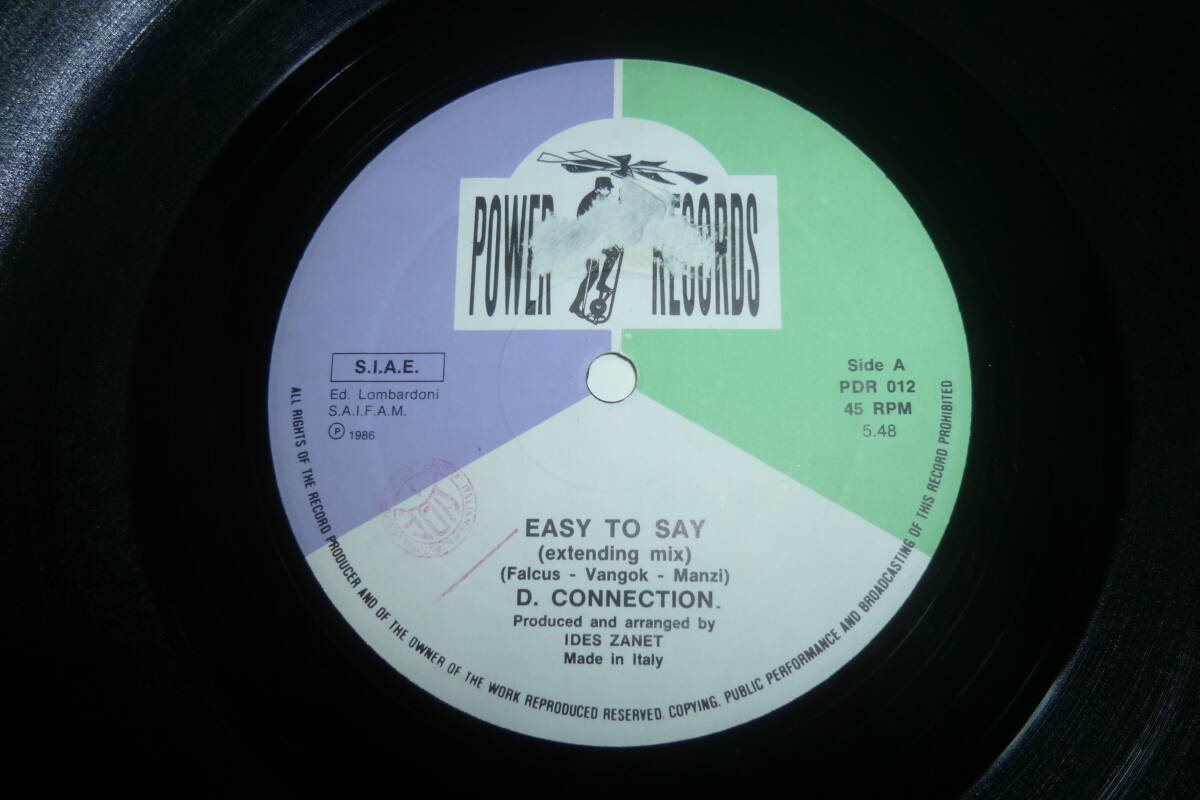 POWER RECORDS
S.I.A.E.
Ed. Lombardoni
S.A.I.F.A.M.
Ⓟ 1986
Side A
PDR 012
45 RPM
5.48
EASY TO SAY
(extending mix)
(Falcus - Vangok - Manzi)
D. CONNECTION.
Produced and arranged by
IDES ZANET
Made in Italy
ALL RIGHTS OF THE RECORD PRODUCER AND OF THE OWNER OF THE WORK REPRODUCED RESERVED. COPYING, PUBLIC PERFORMANCE AND BROADCASTING OF THIS RECORD PROHIBITED